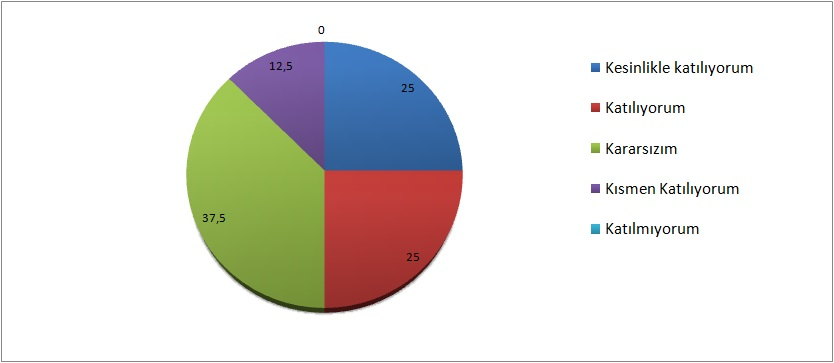 0
12,5
25
37,5
25
Kesinlikle katılıyorum
Katılıyorum
Kararsızım
Kısmen Katılıyorum
Katılmıyorum